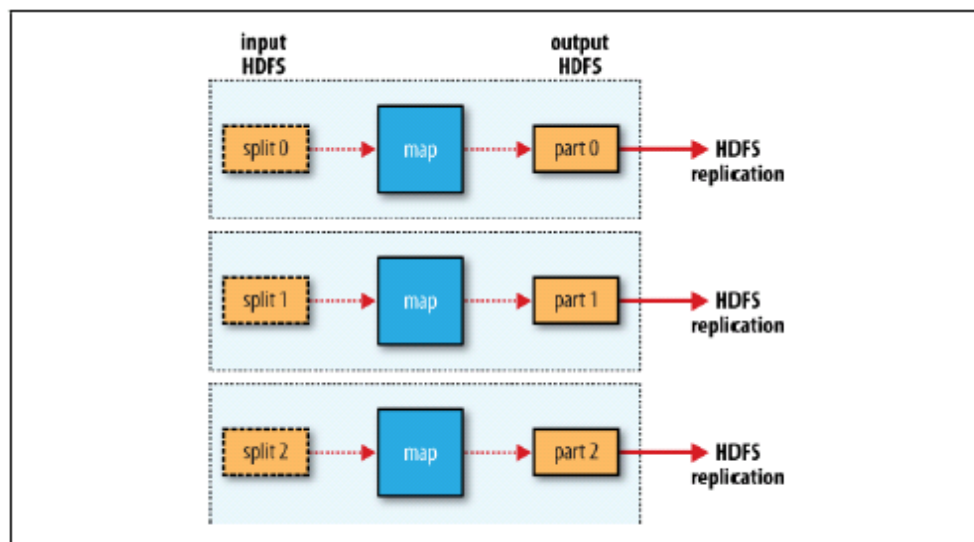 input
HDFS
output
HDFS
split 0
map
part 0
HDFS
replication
split 1
map
part 1
HDFS
replication
split 2
map
part 2
HDFS
replication